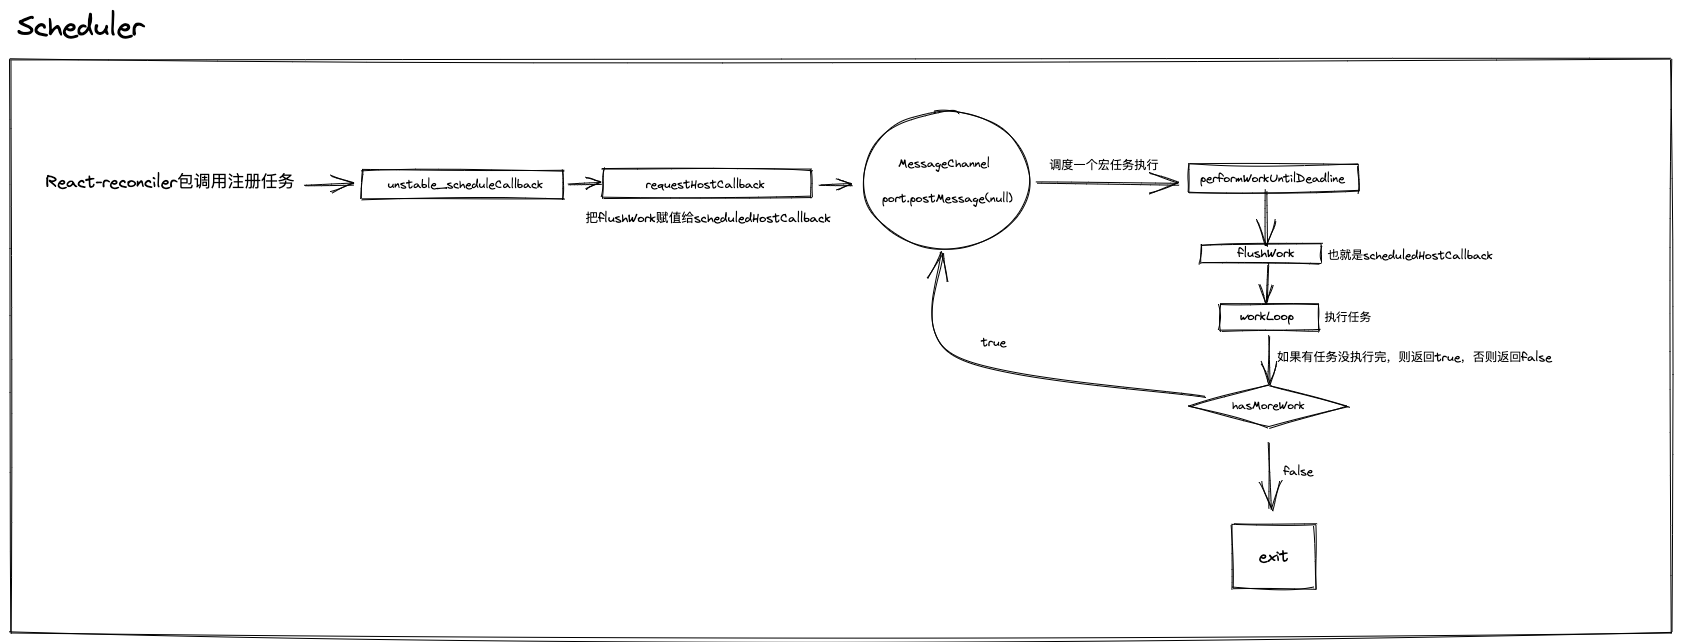 Scheduler
React-reconciler包调用注册任务
unstable_scheduleCallback
requestHostCallback
把flushWork赋值给scheduledHostCallback
MessageChannel
port.postMessage(null)
调度一个宏任务执行
performWorkUntilDeadline
flushWork
也就是scheduledHostCallback
workLoop
执行任务
如果有任务没执行完，则返回true，否则返回false
true
hasMoreWork
false
exit